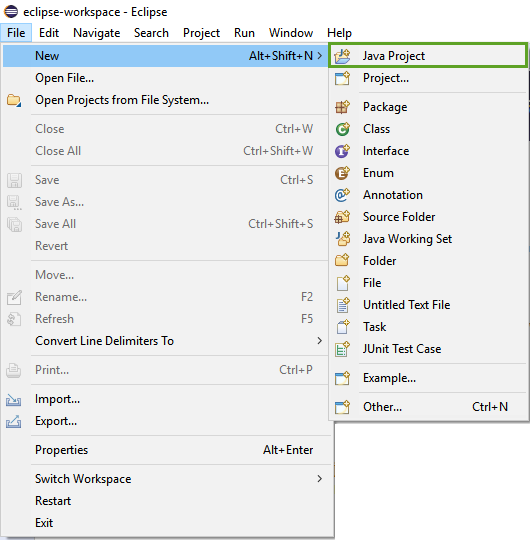 eclipse-workspace - Eclipse
File Edit Navigate Search Project Run Window Help
New Alt+Shift+N >
Open File...
Open Projects from File System...
Close Ctrl+W
Close All Ctrl+Shift+W
Save Ctrl+S
Save As...
Save All Ctrl+Shift+S
Revert
Move...
Rename... F2
Refresh F5
Convert Line Delimiters To >
Print... Ctrl+P
Import...
Export...
Properties Alt+Enter
Switch Workspace >
Restart
Exit
Java Project
Project...
Package
Class
Interface
Enum
Annotation
Source Folder
Java Working Set
Folder
File
Untitled Text File
Task
JUnit Test Case
Example...
Other... Ctrl+N